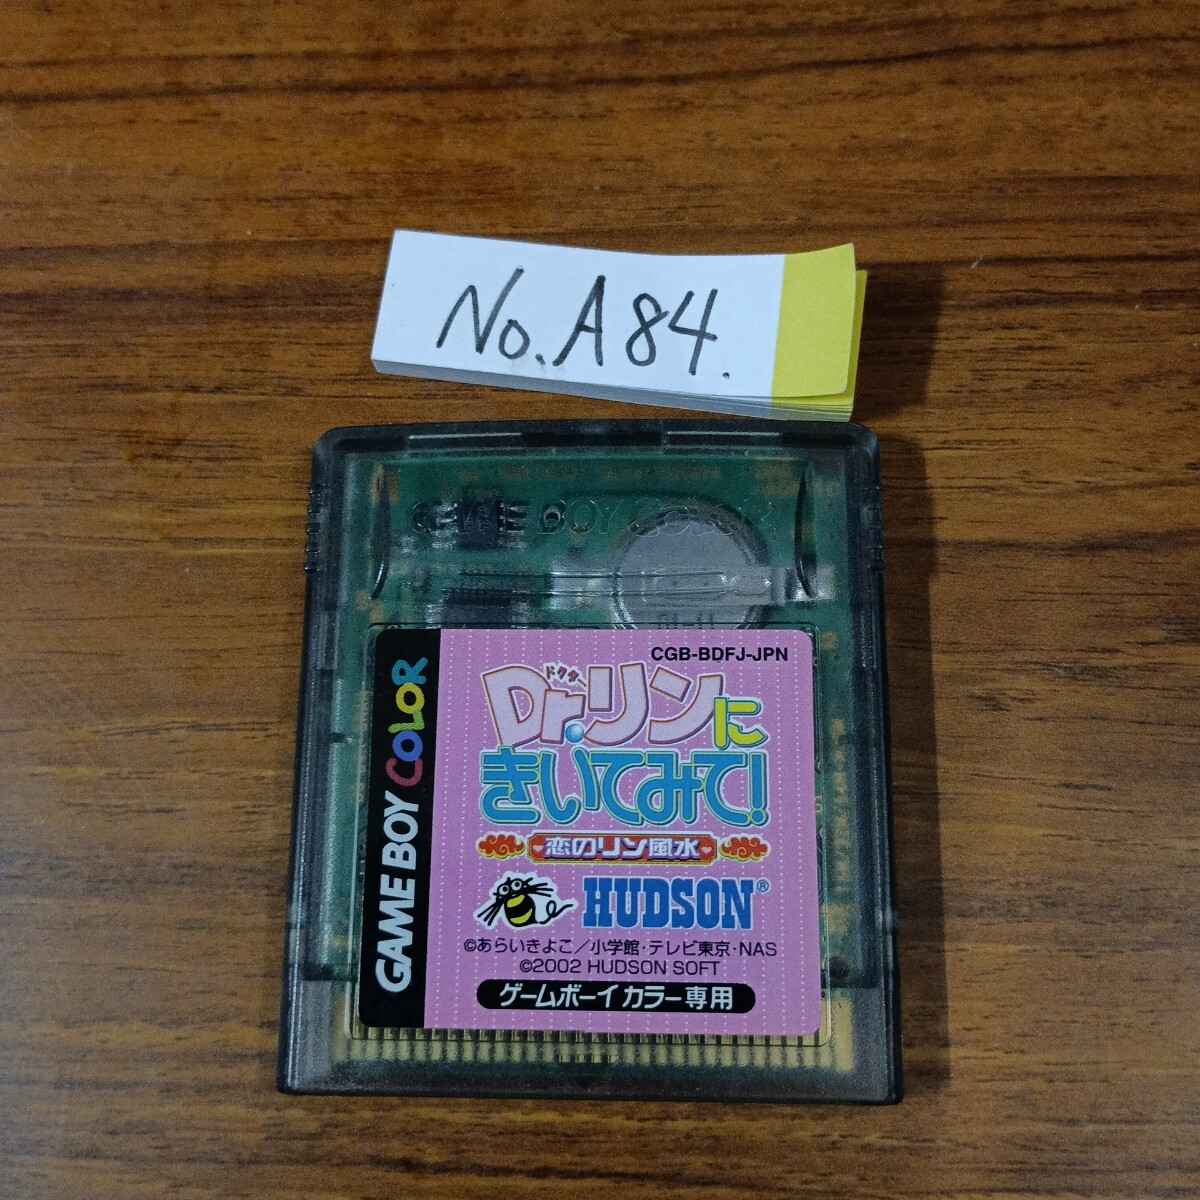 No. A84.
GAME BOY COLOR
GAME BOY COLOR
CGB-BDFJ-JPN
ドクター
Dr.リンに
きいてみて!
恋のリン風水
HUDSON®
©あらいきよこ/小学館・テレビ東京・NAS
©2002 HUDSON SOFT
ゲームボーイカラー専用